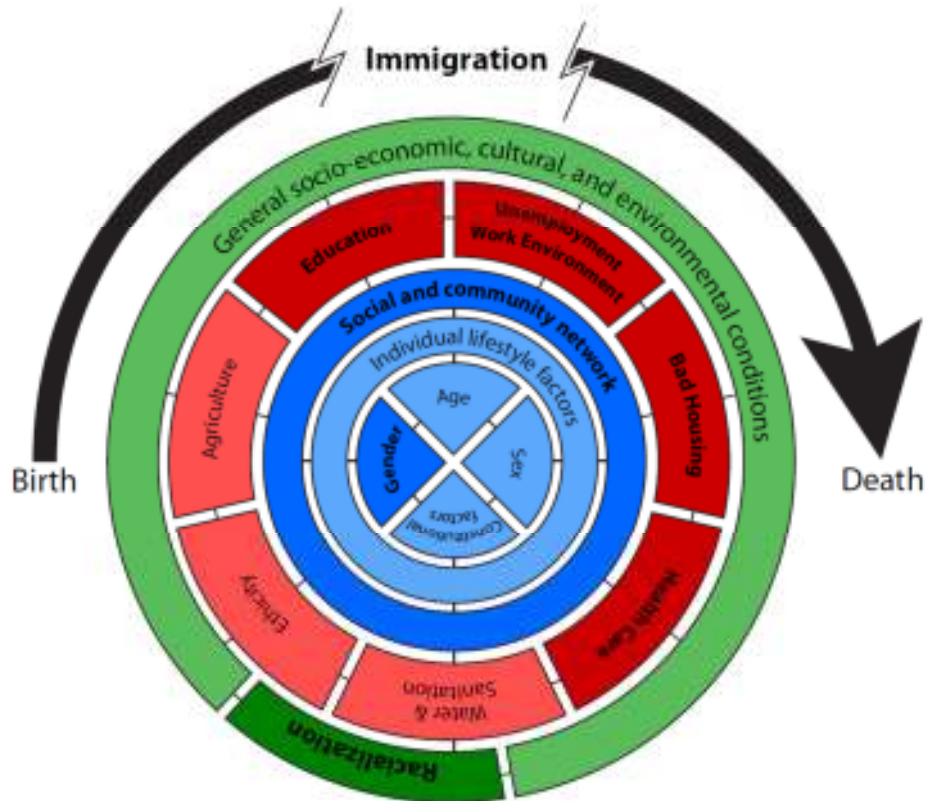 Immigration
General socio-economic, cultural, and environmental conditions
Education
Unemployment
Work Environment
Social and community network
Individual lifestyle factors
Agriculture
Age
Bad Housing
Gender
Sex
Birth
Death
Constitutional
factors
Ethicity
Health Care
Water &
Sanitation
Racialization